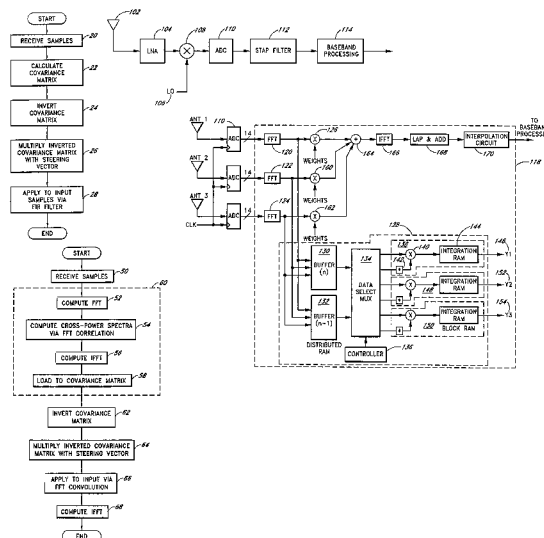 START
RECEIVE SAMPLES
20
CALCULATE
COVARIANCE
MATRIX
22
INVERT
COVARIANCE
MATRIX
24
MULTIPLY INVERTED
COVARIANCE MATRIX
WITH STEERING
VECTOR
26
APPLY TO INPUT
SAMPLES VIA
FIR FILTER
28
END
102
LNA
104
108
ADC
110
STAP FILTER
112
BASEBAND
PROCESSING
114
LO
106
ANT 1
ANT 2
ANT 3
110
ADC
ADC
ADC
CLK
14
14
14
FFT
120
FFT
122
FFT
124
126
WEIGHTS
160
WEIGHTS
162
WEIGHTS
164
IFFT
166
LAP & ADD
168
INTERPOLATION
CIRCUIT
170
TO
BASEBAND
118
130
BUFFER
(n)
132
BUFFER
(n-1)
DISTRIBUTED
RAM
134
DATA
SELECT
MUX
CONTROLLER
136
138
140
144
INTEGRATION
RAM
146
Y1
148
INTEGRATION
RAM
152
Y2
150
INTEGRATION
RAM
BLOCK RAM
154
Y3
START
RECEIVE SAMPLES
50
60
COMPUTE FFT
52
COMPUTE CROSS-POWER SPECTRA
VIA FFT CORRELATION
54
COMPUTE IFFT
56
LOAD TO COVARIANCE MATRIX
58
INVERT COVARIANCE
MATRIX
62
MULTIPLY INVERTED COVARIANCE
MATRIX WITH STEERING VECTOR
64
APPLY TO INPUT VIA
FFT CONVOLUTION
66
COMPUTE IFFT
68
END